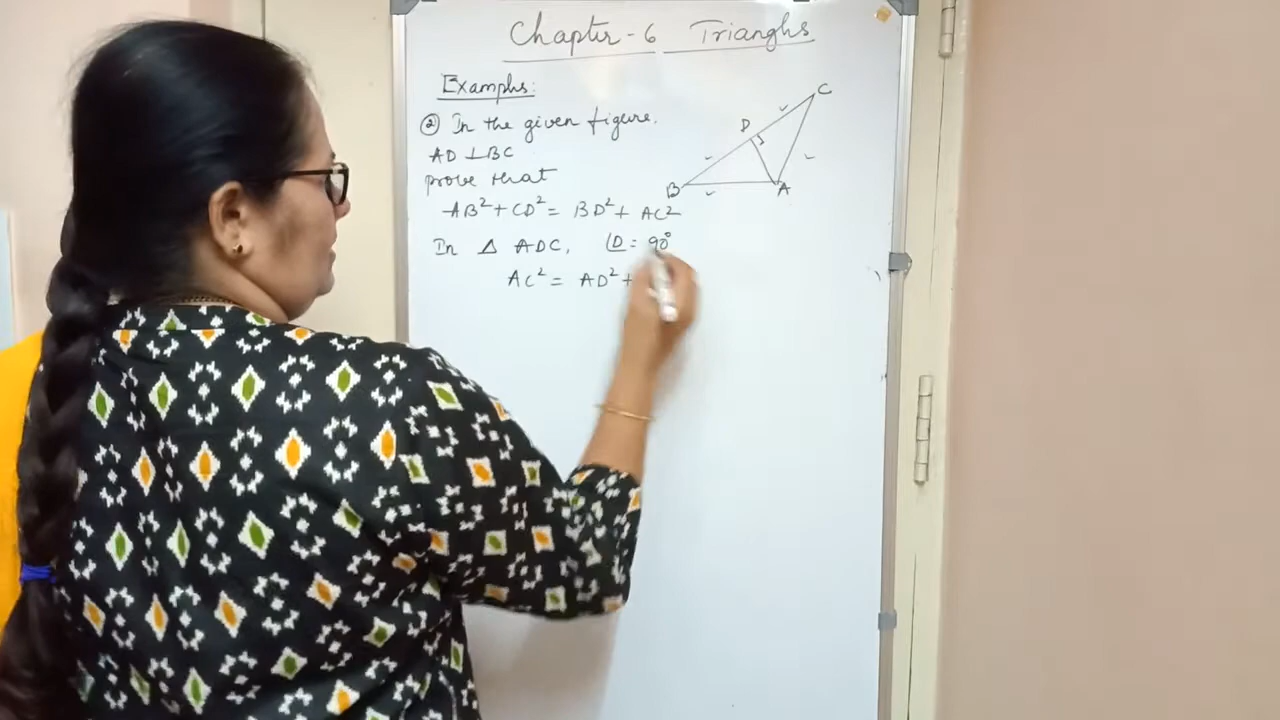 Chapter-6 Triangles
Examples:
② In the given figure,
AD ⊥ BC
prove that
AB² + CD² = BD² + AC²
In △ ADC, ∠D = 90°
AC² = AD² +
C
D
B
A